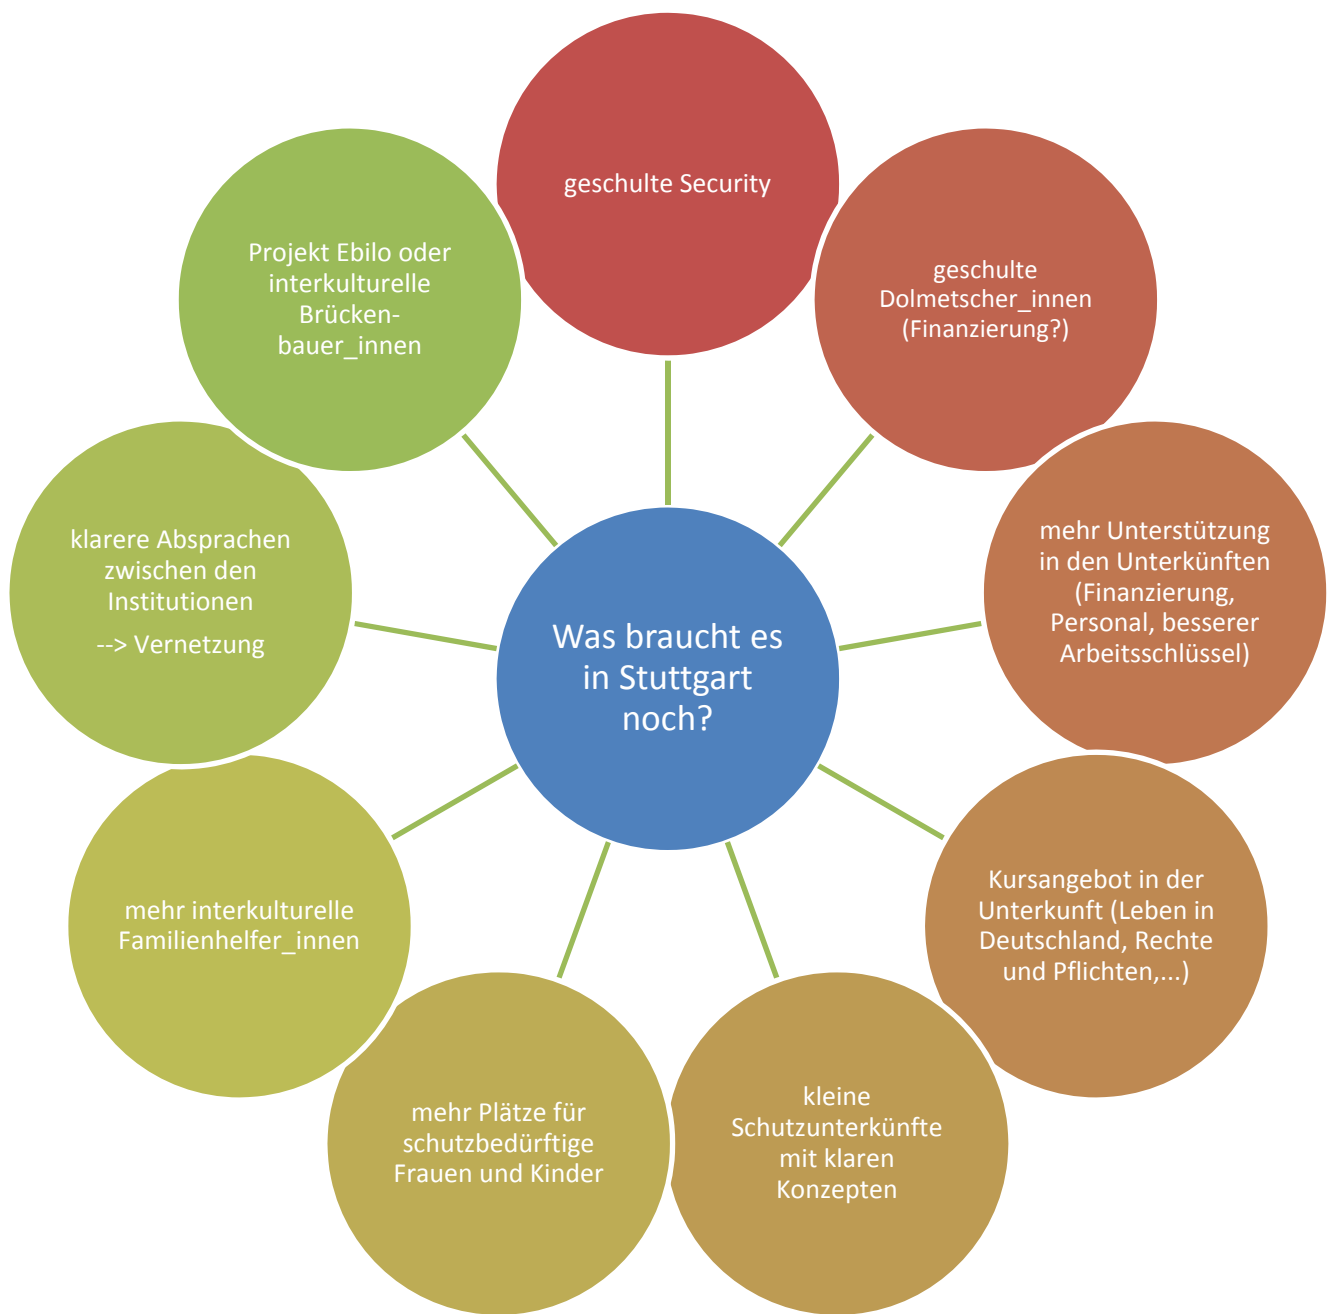 Was braucht es
in Stuttgart
noch?
geschulte Security
geschulte
Dolmetscher_innen
(Finanzierung?)
mehr Unterstützung
in den Unterkünften
(Finanzierung,
Personal, besserer
Arbeitsschlüssel)
Kursangebot in der
Unterkunft (Leben in
Deutschland, Rechte
und Pflichten,...)
kleine
Schutzunterkünfte
mit klaren
Konzepten
mehr Plätze für
schutzbedürftige
Frauen und Kinder
mehr interkulturelle
Familienhelfer_innen
klarere Absprachen
zwischen den
Institutionen
--> Vernetzung
Projekt Ebilo oder
interkulturelle
Brücken-
bauer_innen